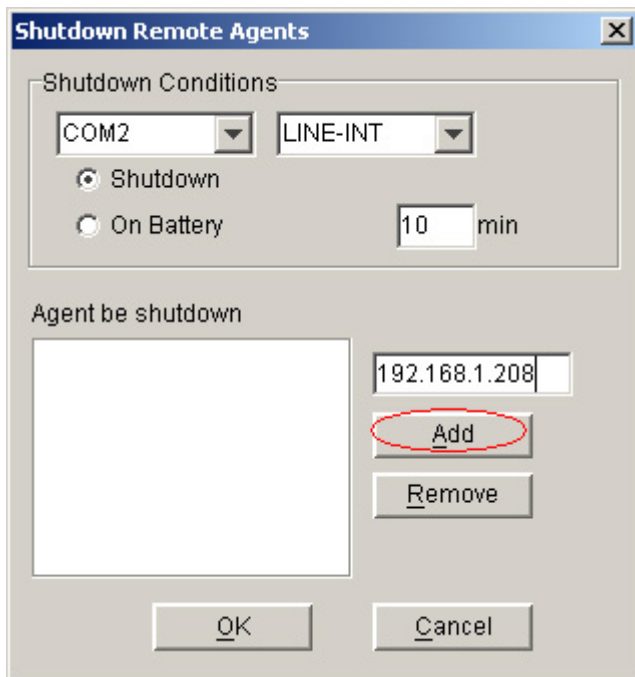 Shutdown Remote Agents
Shutdown Conditions
COM2 LINE-INT
Shutdown
On Battery 10 min
Agent be shutdown
192.168.1.208
Add
Remove
OK Cancel